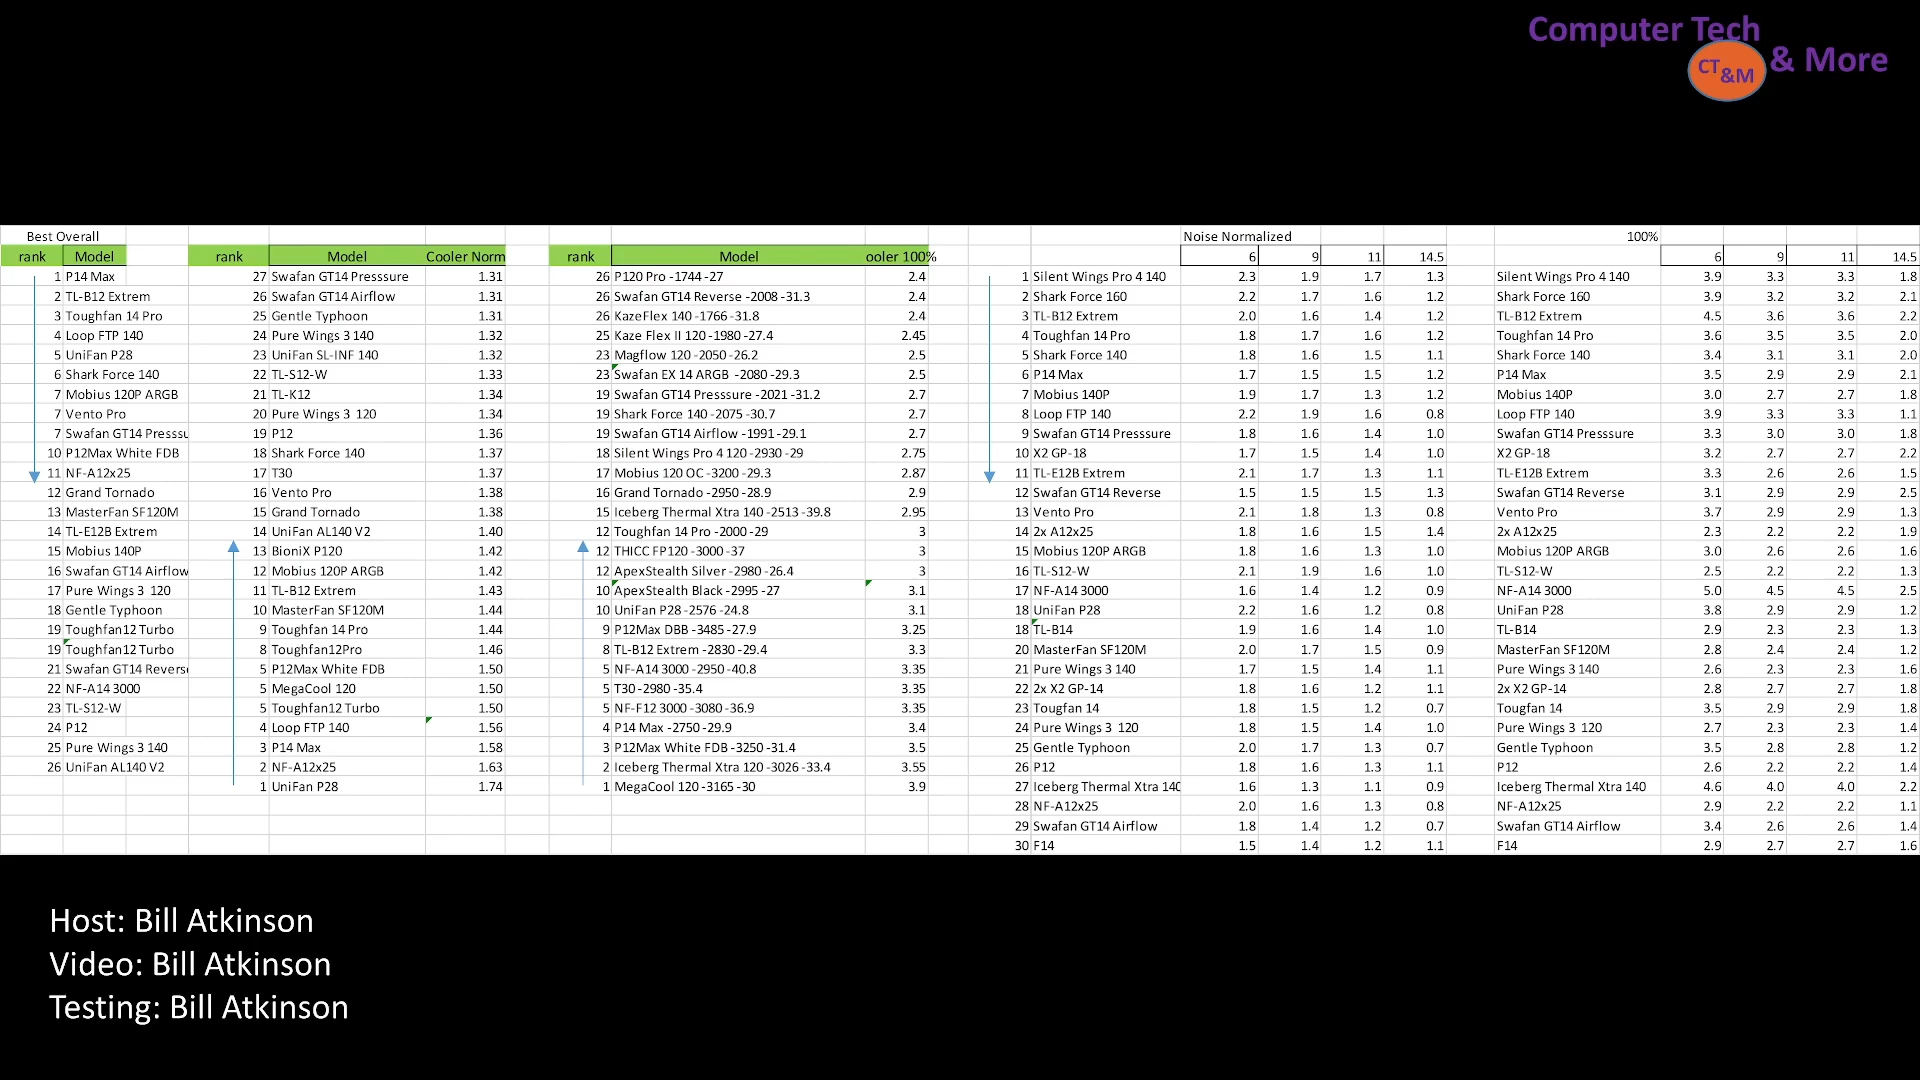 Computer Tech
CT &M & More
Best Overall Noise Normalized 100%
rank Model rank Model Cooler Norm rank Model ooler 100% 6 9 11 14.5 6 9 11 14.5
1 P14 Max 27 Swafan GT14 Presssure 1.31 26 P120 Pro -1744 -27 2.4 1 Silent Wings Pro 4 140 2.3 1.9 1.7 1.3 Silent Wings Pro 4 140 3.9 3.3 3.3 1.8
2 TL-B12 Extrem 26 Swafan GT14 Airflow 1.31 26 Swafan GT14 Reverse -2008 -31.3 2.4 2 Shark Force 160 2.2 1.7 1.6 1.2 Shark Force 160 3.9 3.2 3.2 2.1
3 Toughfan 14 Pro 25 Gentle Typhoon 1.31 26 KazeFlex 140 -1766 -31.8 2.4 3 TL-B12 Extrem 2.0 1.6 1.4 1.2 TL-B12 Extrem 4.5 3.6 3.6 2.2
4 Loop FTP 140 24 Pure Wings 3 140 1.32 25 Kaze Flex II 120 -1980 -27.4 2.45 4 Toughfan 14 Pro 1.8 1.7 1.6 1.2 Toughfan 14 Pro 3.6 3.5 3.5 2.0
5 UniFan P28 23 UniFan SL-INF 140 1.32 23 Magflow 120 -2050 -26.2 2.5 5 Shark Force 140 1.8 1.6 1.5 1.1 Shark Force 140 3.4 3.1 3.1 2.0
6 Shark Force 140 22 TL-S12-W 1.33 23 Swafan EX 14 ARGB -2080 -29.3 2.5 6 P14 Max 1.7 1.5 1.5 1.2 P14 Max 3.5 2.9 2.9 2.1
7 Mobius 120P ARGB 21 TL-K12 1.34 19 Swafan GT14 Presssure -2021 -31.2 2.7 7 Mobius 140P 1.9 1.7 1.3 1.2 Mobius 140P 3.0 2.7 2.7 1.8
7 Vento Pro 20 Pure Wings 3 120 1.34 19 Shark Force 140 -2075 -30.7 2.7 8 Loop FTP 140 2.2 1.9 1.6 0.8 Loop FTP 140 3.9 3.3 3.3 1.1
7 Swafan GT14 Presssu 19 P12 1.36 19 Swafan GT14 Airflow -1991 -29.1 2.7 9 Swafan GT14 Presssure 1.8 1.6 1.4 1.0 Swafan GT14 Presssure 3.3 3.0 3.0 1.8
10 P12Max White FDB 18 Shark Force 140 1.37 18 Silent Wings Pro 4 120 -2930 -29 2.75 10 X2 GP-18 1.7 1.5 1.4 1.0 X2 GP-18 3.2 2.7 2.7 2.2
11 NF-A12x25 17 T30 1.37 17 Mobius 120 OC -3200 -29.3 2.87 11 TL-E12B Extrem 2.1 1.7 1.3 1.1 TL-E12B Extrem 3.3 2.6 2.6 1.5
12 Grand Tornado 16 Vento Pro 1.38 16 Grand Tornado -2950 -28.9 2.9 12 Swafan GT14 Reverse 1.5 1.5 1.5 1.3 Swafan GT14 Reverse 3.1 2.9 2.9 2.5
13 MasterFan SF120M 15 Grand Tornado 1.38 15 Iceberg Thermal Xtra 140 -2513 -39.8 2.95 13 Vento Pro 2.1 1.8 1.3 0.8 Vento Pro 3.7 2.9 2.9 1.3
14 TL-E12B Extrem 14 UniFan AL140 V2 1.40 12 Toughfan 14 Pro -2000 -29 3 14 2x A12x25 1.8 1.6 1.5 1.4 2x A12x25 2.3 2.2 2.2 1.9
15 Mobius 140P 13 BioniX P120 1.42 12 THICC FP120 -3000 -37 3 15 Mobius 120P ARGB 1.8 1.6 1.3 1.0 Mobius 120P ARGB 3.0 2.6 2.6 1.6
16 Swafan GT14 Airflow 12 Mobius 120P ARGB 1.42 12 ApexStealth Silver -2980 -26.4 3 16 TL-S12-W 2.1 1.9 1.6 1.0 TL-S12-W 2.5 2.2 2.2 1.3
17 Pure Wings 3 120 11 TL-B12 Extrem 1.43 10 ApexStealth Black -2995 -27 3.1 17 NF-A14 3000 1.6 1.4 1.2 0.9 NF-A14 3000 5.0 4.5 4.5 2.5
18 Gentle Typhoon 10 MasterFan SF120M 1.44 10 UniFan P28 -2576 -24.8 3.1 18 UniFan P28 2.2 1.6 1.2 0.8 UniFan P28 3.8 2.9 2.9 1.2
19 Toughfan12 Turbo 9 Toughfan 14 Pro 1.44 9 P12Max DBB -3485 -27.9 3.25 18 TL-B14 1.9 1.6 1.4 1.0 TL-B14 2.9 2.3 2.3 1.3
19 Toughfan12 Turbo 8 Toughfan12Pro 1.46 8 TL-B12 Extrem -2830 -29.4 3.3 20 MasterFan SF120M 2.0 1.7 1.5 0.9 MasterFan SF120M 2.8 2.4 2.4 1.2
21 Swafan GT14 Revers 5 P12Max White FDB 1.50 5 NF-A14 3000 -2950 -40.8 3.35 21 Pure Wings 3 140 1.7 1.5 1.4 1.1 Pure Wings 3 140 2.6 2.3 2.3 1.6
22 NF-A14 3000 5 MegaCool 120 1.50 5 T30 -2980 -35.4 3.35 22 2x X2 GP-14 1.8 1.6 1.2 1.1 2x X2 GP-14 2.8 2.7 2.7 1.8
23 TL-S12-W 5 Toughfan12 Turbo 1.50 5 NF-F12 3000 -3080 -36.9 3.35 23 Tougfan 14 1.8 1.5 1.2 0.7 Tougfan 14 3.5 2.9 2.9 1.8
24 P12 4 Loop FTP 140 1.56 4 P14 Max -2750 -29.9 3.4 24 Pure Wings 3 120 1.8 1.5 1.4 1.0 Pure Wings 3 120 2.7 2.3 2.3 1.4
25 Pure Wings 3 140 3 P14 Max 1.58 3 P12Max White FDB -3250 -31.4 3.5 25 Gentle Typhoon 2.0 1.7 1.3 0.7 Gentle Typhoon 3.5 2.8 2.8 1.2
26 UniFan AL140 V2 2 NF-A12x25 1.63 2 Iceberg Thermal Xtra 120 -3026 -33.4 3.55 26 P12 1.8 1.6 1.3 1.1 P12 2.6 2.2 2.2 1.4
1 UniFan P28 1.74 1 MegaCool 120 -3165 -30 3.9 27 Iceberg Thermal Xtra 140 1.6 1.3 1.1 0.9 Iceberg Thermal Xtra 140 4.6 4.0 4.0 2.2
28 NF-A12x25 2.0 1.6 1.3 0.8 NF-A12x25 2.9 2.2 2.2 1.1
29 Swafan GT14 Airflow 1.8 1.4 1.2 0.7 Swafan GT14 Airflow 3.4 2.6 2.6 1.4
30 F14 1.5 1.4 1.2 1.1 F14 2.9 2.7 2.7 1.6
Host: Bill Atkinson
Video: Bill Atkinson
Testing: Bill Atkinson